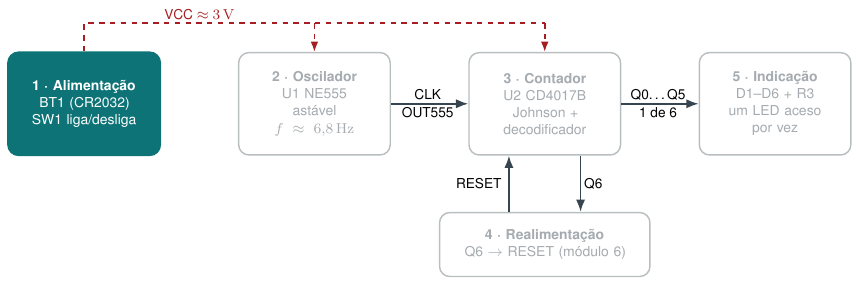 VCC ≈ 3 V
1 · Alimentação
BT1 (CR2032)
SW1 liga/desliga
2 · Oscilador
U1 NE555
astável
f ≈ 6,8 Hz
CLK
OUT555
3 · Contador
U2 CD4017B
Johnson +
decodificador
Q0...Q5
1 de 6
5 · Indicação
D1–D6 + R3
um LED aceso
por vez
RESET
Q6
4 · Realimentação
Q6 → RESET (módulo 6)